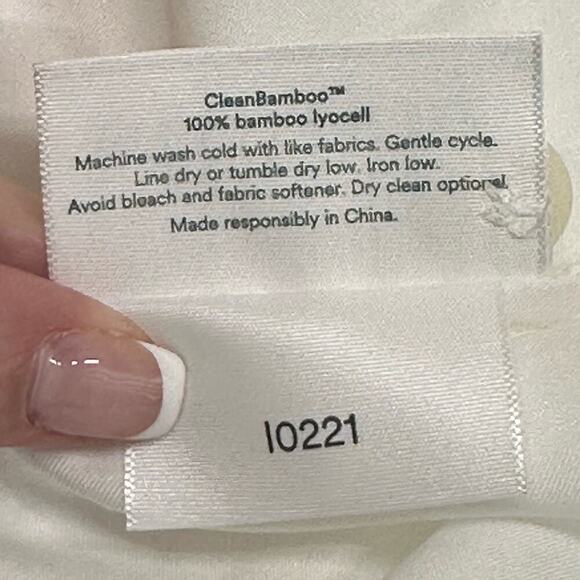 CleanBamboo™
100% bamboo lyocell
Machine wash cold with like fabrics. Gentle cycle.
Line dry or tumble dry low. Iron low.
Avoid bleach and fabric softener. Dry clean optional.
Made responsibly in China.
I0221